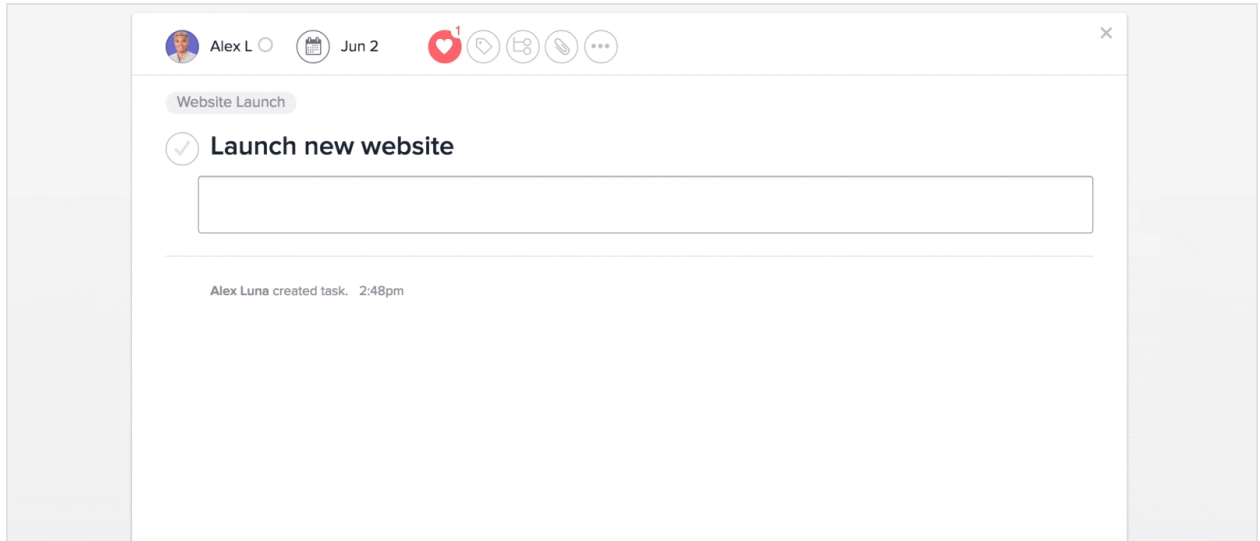 Alex L Jun 2 1
Website Launch
Launch new website
Alex Luna created task. 2:48pm